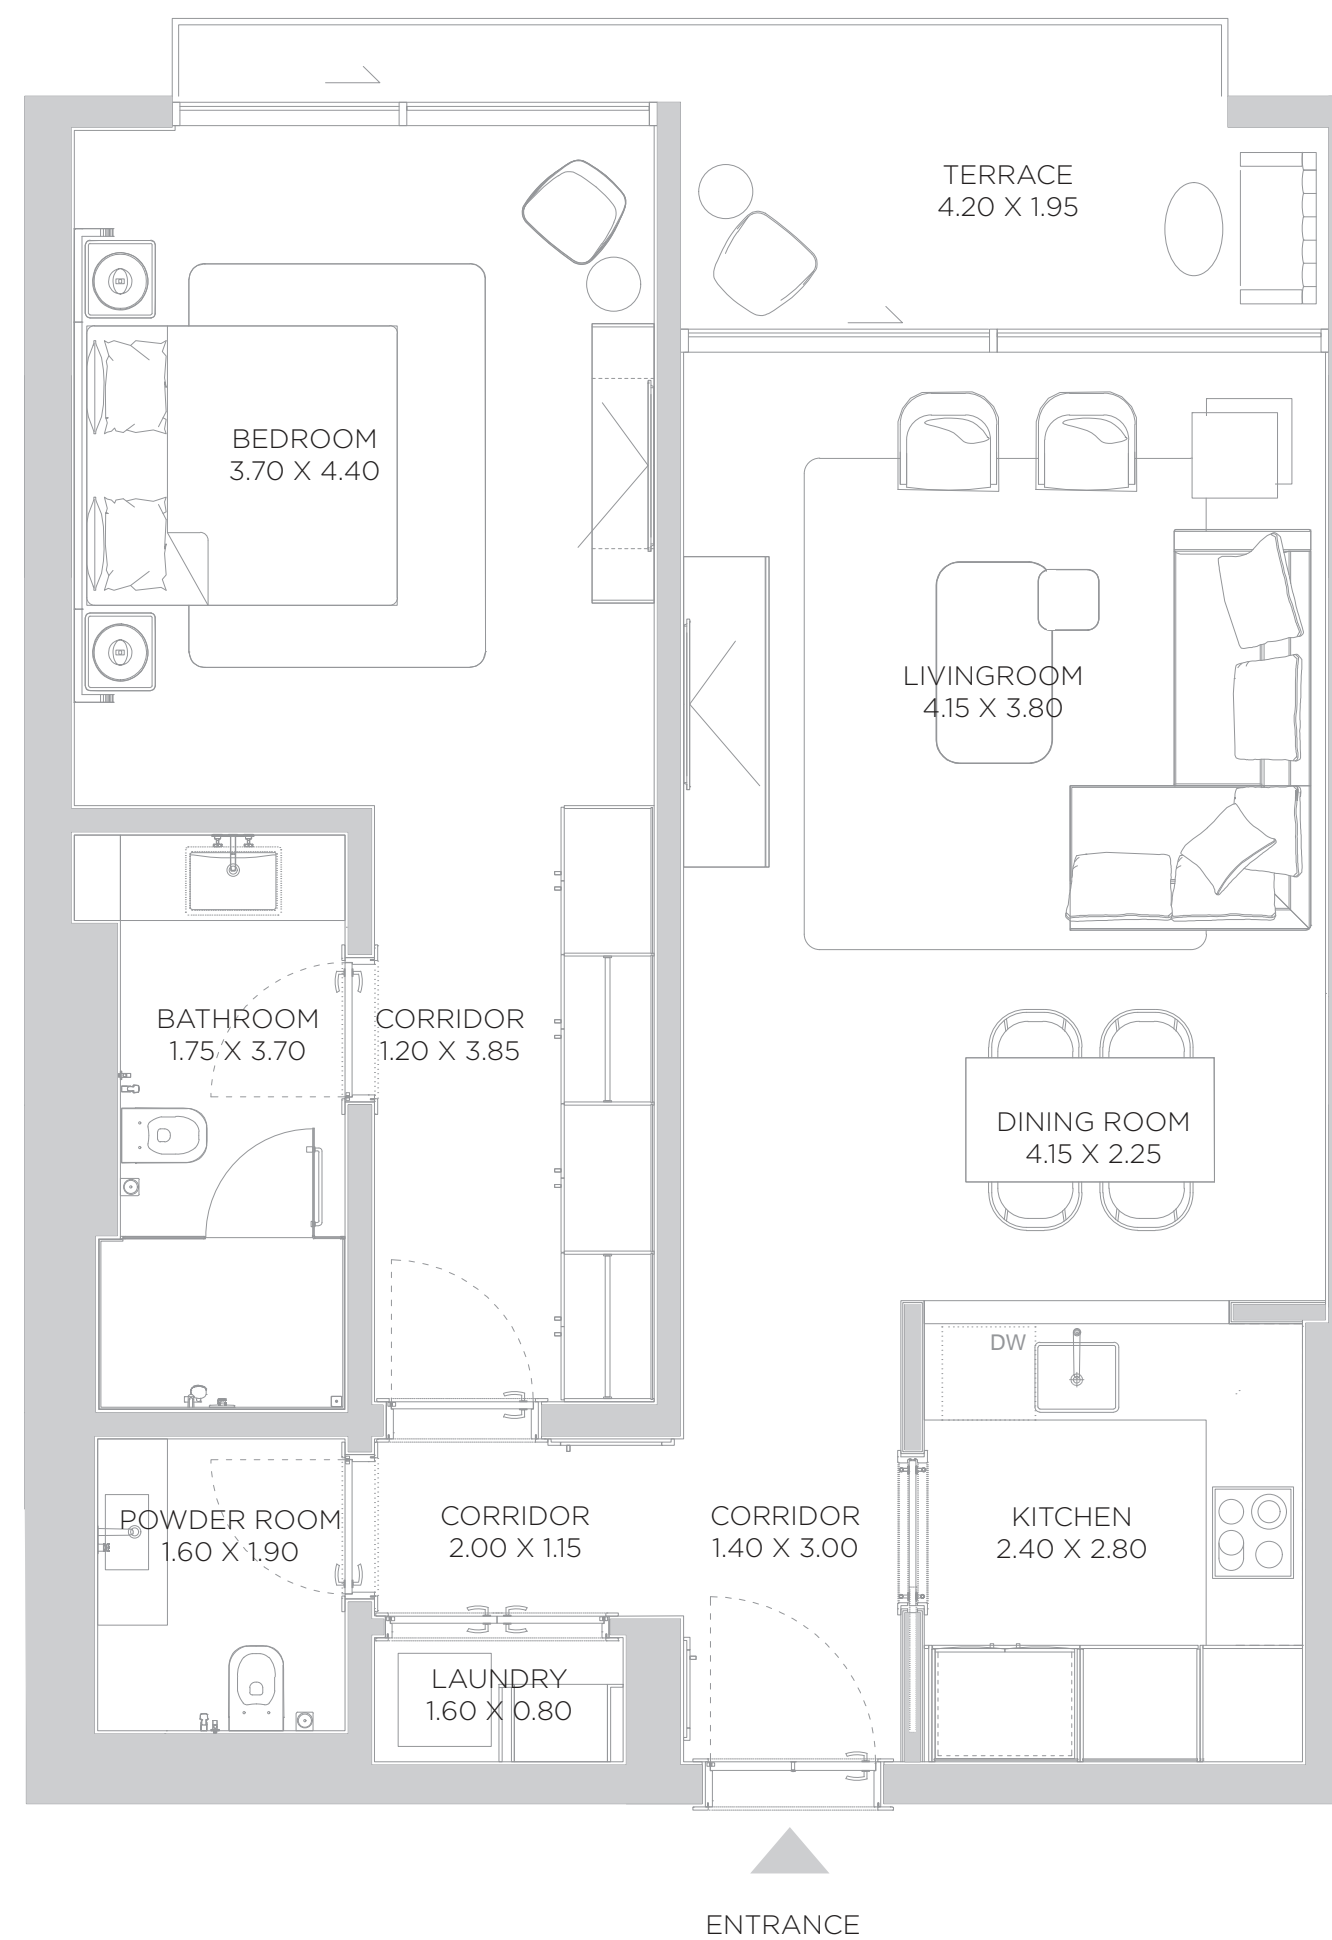 TERRACE
4.20 X 1.95
BEDROOM
3.70 X 4.40
LIVINGROOM
4.15 X 3.80
BATHROOM
1.75 X 3.70
CORRIDOR
1.20 X 3.85
DINING ROOM
4.15 X 2.25
DW
POWDER ROOM
1.60 X 1.90
CORRIDOR
2.00 X 1.15
CORRIDOR
1.40 X 3.00
KITCHEN
2.40 X 2.80
LAUNDRY
1.60 X 0.80
ENTRANCE